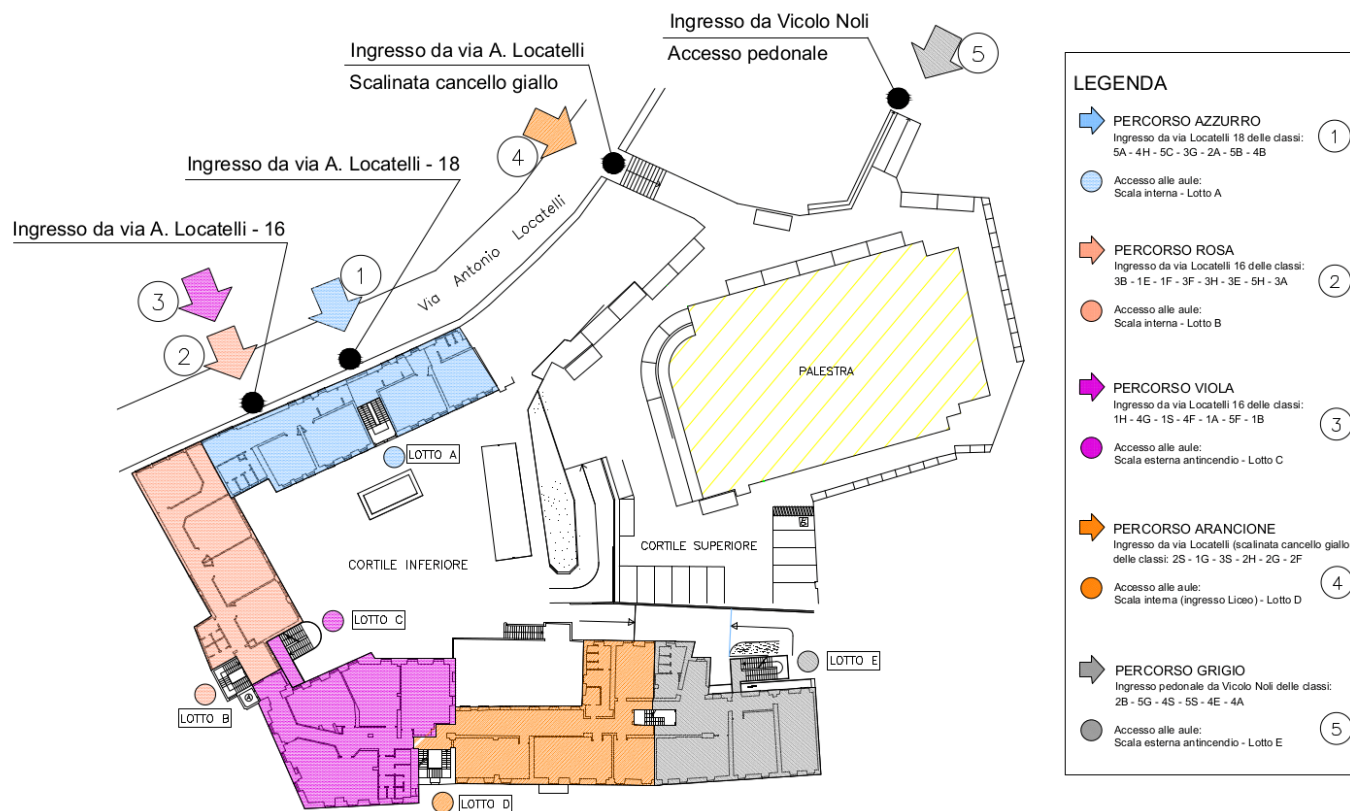 Ingresso da Vicolo Noli
Accesso pedonale
5
Ingresso da via A. Locatelli
Scalinata cancello giallo
4
Ingresso da via A. Locatelli - 18
Ingresso da via A. Locatelli - 16
3
1
2
Via Antonio Locatelli
PALESTRA
LOTTO A
CORTILE SUPERIORE
CORTILE INFERIORE
LOTTO C
LOTTO E
LOTTO B
LOTTO D
LEGENDA
PERCORSO AZZURRO
Ingresso da via Locatelli 18 delle classi:
5A - 4H - 5C - 3G - 2A - 5B - 4B
1
Accesso alle aule:
Scala interna - Lotto A
PERCORSO ROSA
Ingresso da via Locatelli 16 delle classi:
3B - 1E - 1F - 3F - 3H - 3E - 5H - 3A
2
Accesso alle aule:
Scala interna - Lotto B
PERCORSO VIOLA
Ingresso da via Locatelli 16 delle classi:
1H - 4G - 1S - 4F - 1A - 5F - 1B
3
Accesso alle aule:
Scala esterna antincendio - Lotto C
PERCORSO ARANCIONE
Ingresso da via Locatelli (scalinata cancello giallo
delle classi: 2S - 1G - 3S - 2H - 2G - 2F
4
Accesso alle aule:
Scala interna (ingresso Liceo) - Lotto D
PERCORSO GRIGIO
Ingresso pedonale da Vicolo Noli delle classi:
2B - 5G - 4S - 5S - 4E - 4A
5
Accesso alle aule:
Scala esterna antincendio - Lotto E